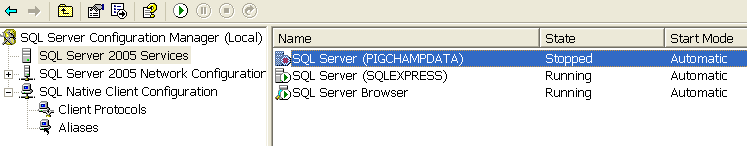 SQL Server Configuration Manager (Local)
SQL Server 2005 Services
SQL Server 2005 Network Configuration
SQL Native Client Configuration
Client Protocols
Aliases
Name State Start Mode
SQL Server (PIGCHAMPDATA) Stopped Automatic
SQL Server (SQLEXPRESS) Running Automatic
SQL Server Browser Running Automatic